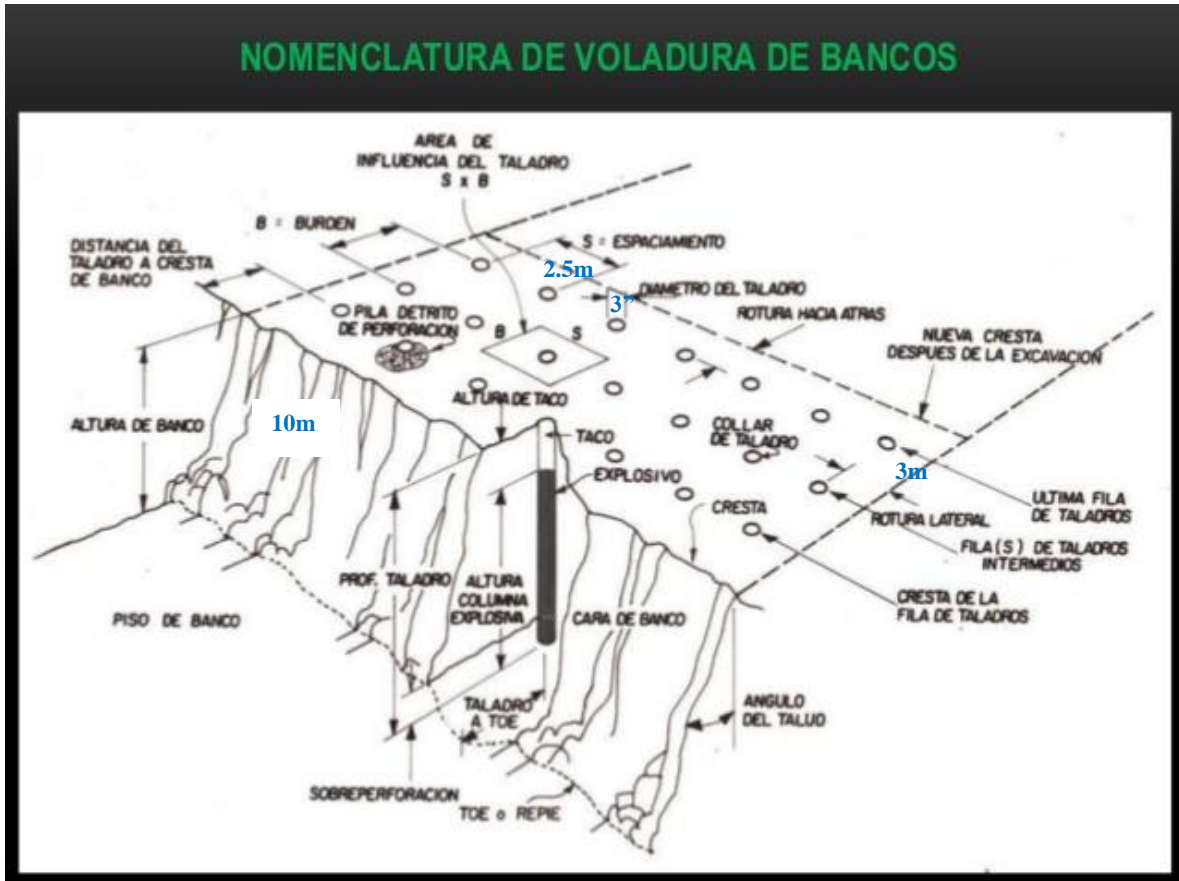 NOMENCLATURA DE VOLADURA DE BANCOS
AREA DE
INFLUENCIA DEL TALADRO
S x B
B = BURDEN
S = ESPACIAMIENTO
DISTANCIA DEL
TALADRO A CRESTA
DE BANCO
2.5m
DIAMETRO DEL TALADRO
3”
PILA DETRITO
DE PERFORACION
B
S
ROTURA HACIA ATRAS
NUEVA CRESTA
DESPUES DE LA EXCAVACION
ALTURA DE BANCO
10m
ALTURA DE TACO
TACO
COLLAR
DE TALADRO
EXPLOSIVO
3m
CRESTA
ULTIMA FILA
DE TALADROS
ROTURA LATERAL
FILA(S) DE TALADROS
INTERMEDIOS
PROF. TALADRO
ALTURA
COLUMNA
EXPLOSIVA
CARA DE BANCO
CRESTA DE LA
FILA DE TALADROS
PISO DE BANCO
TALADRO
A TOE
ANGULO
DEL TALUD
SOBREPERFORACION
TOE o REPIE